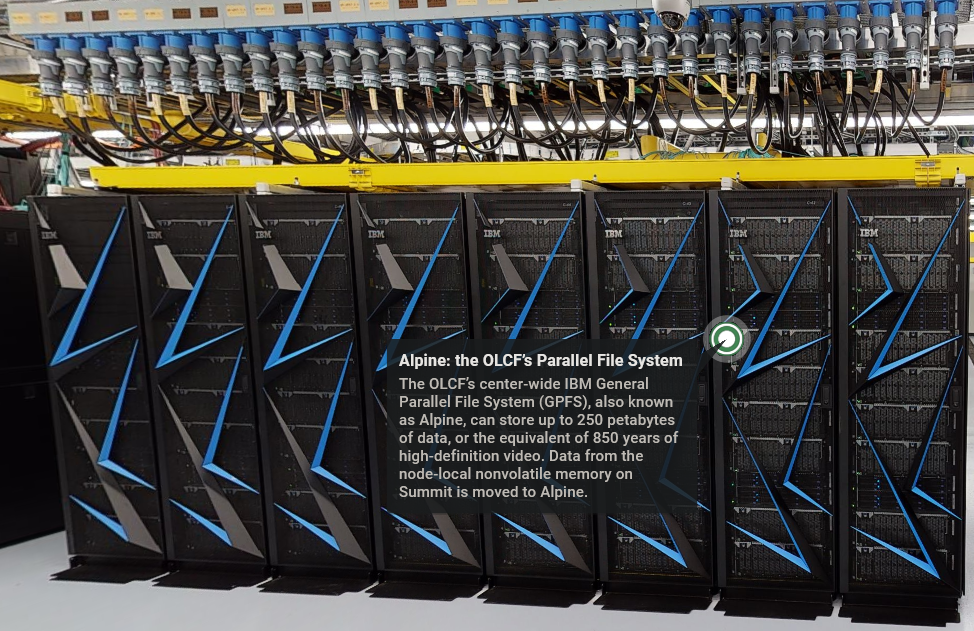 IBM
IBM
IBM
IBM
IBM
IBM
IBM
IBM
Alpine: the OLCF's Parallel File System
The OLCF's center-wide IBM General
Parallel File System (GPFS), also known
as Alpine, can store up to 250 petabytes
of data, or the equivalent of 850 years of
high-definition video. Data from the
node-local nonvolatile memory on
Summit is moved to Alpine.